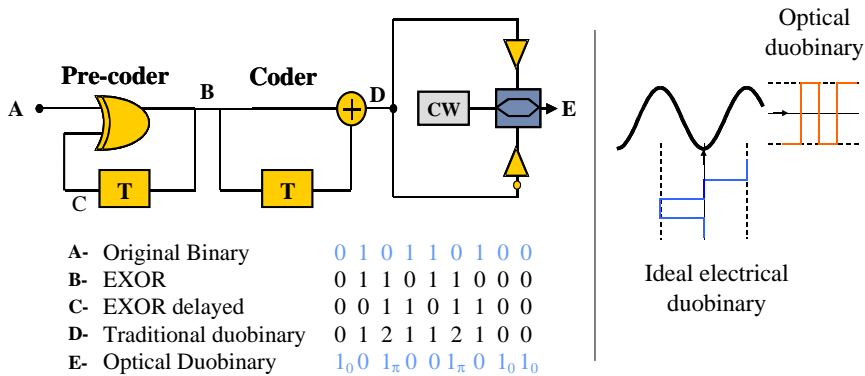 Optical
duobinary
Pre-coder
Coder
A
B
D
CW
E
T
T
C
A- Original Binary 0 1 0 1 1 0 1 0 0
B- EXOR 0 1 1 0 1 1 0 0 0
C- EXOR delayed 0 0 1 1 0 1 1 0 0
D- Traditional duobinary 0 1 2 1 1 2 1 0 0
E- Optical Duobinary 1₀ 0 1π 0 0 1π 0 1₀ 1₀
Ideal electrical
duobinary